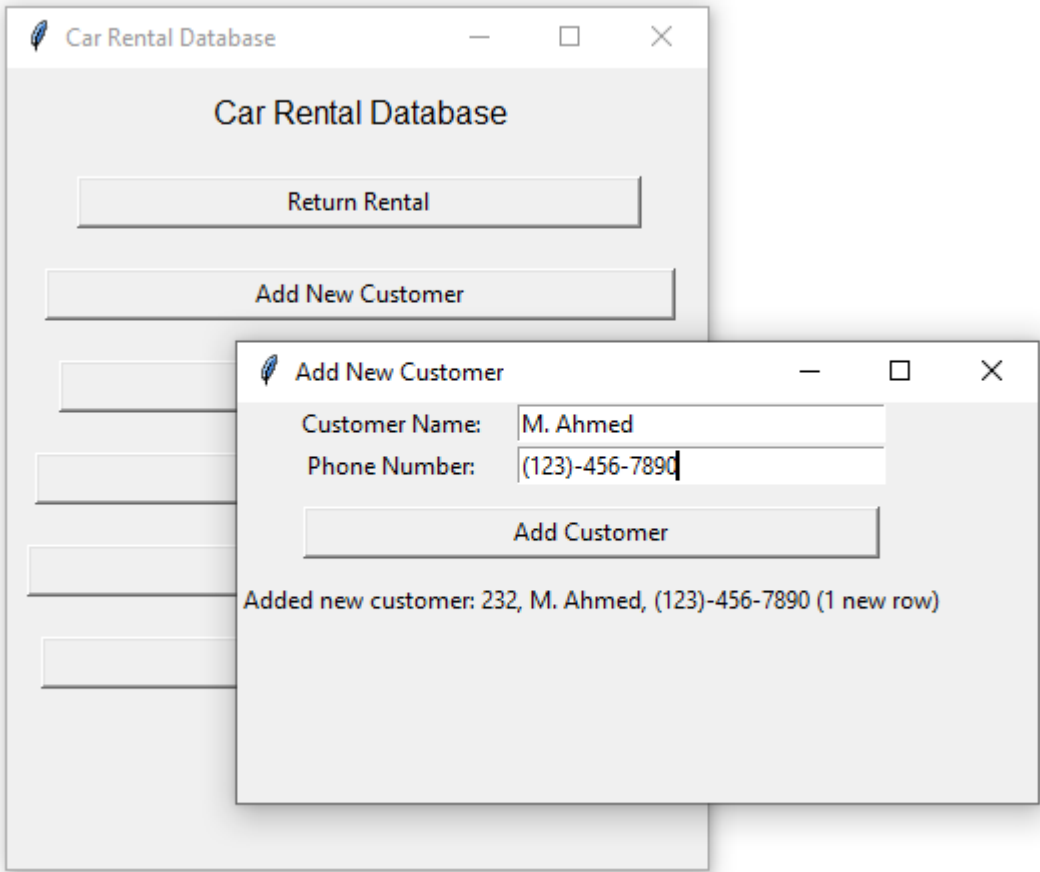 Car Rental Database
Car Rental Database
Return Rental
Add New Customer
Add New Customer
Customer Name: M. Ahmed
Phone Number: (123)-456-7890
Add Customer
Added new customer: 232, M. Ahmed, (123)-456-7890 (1 new row)